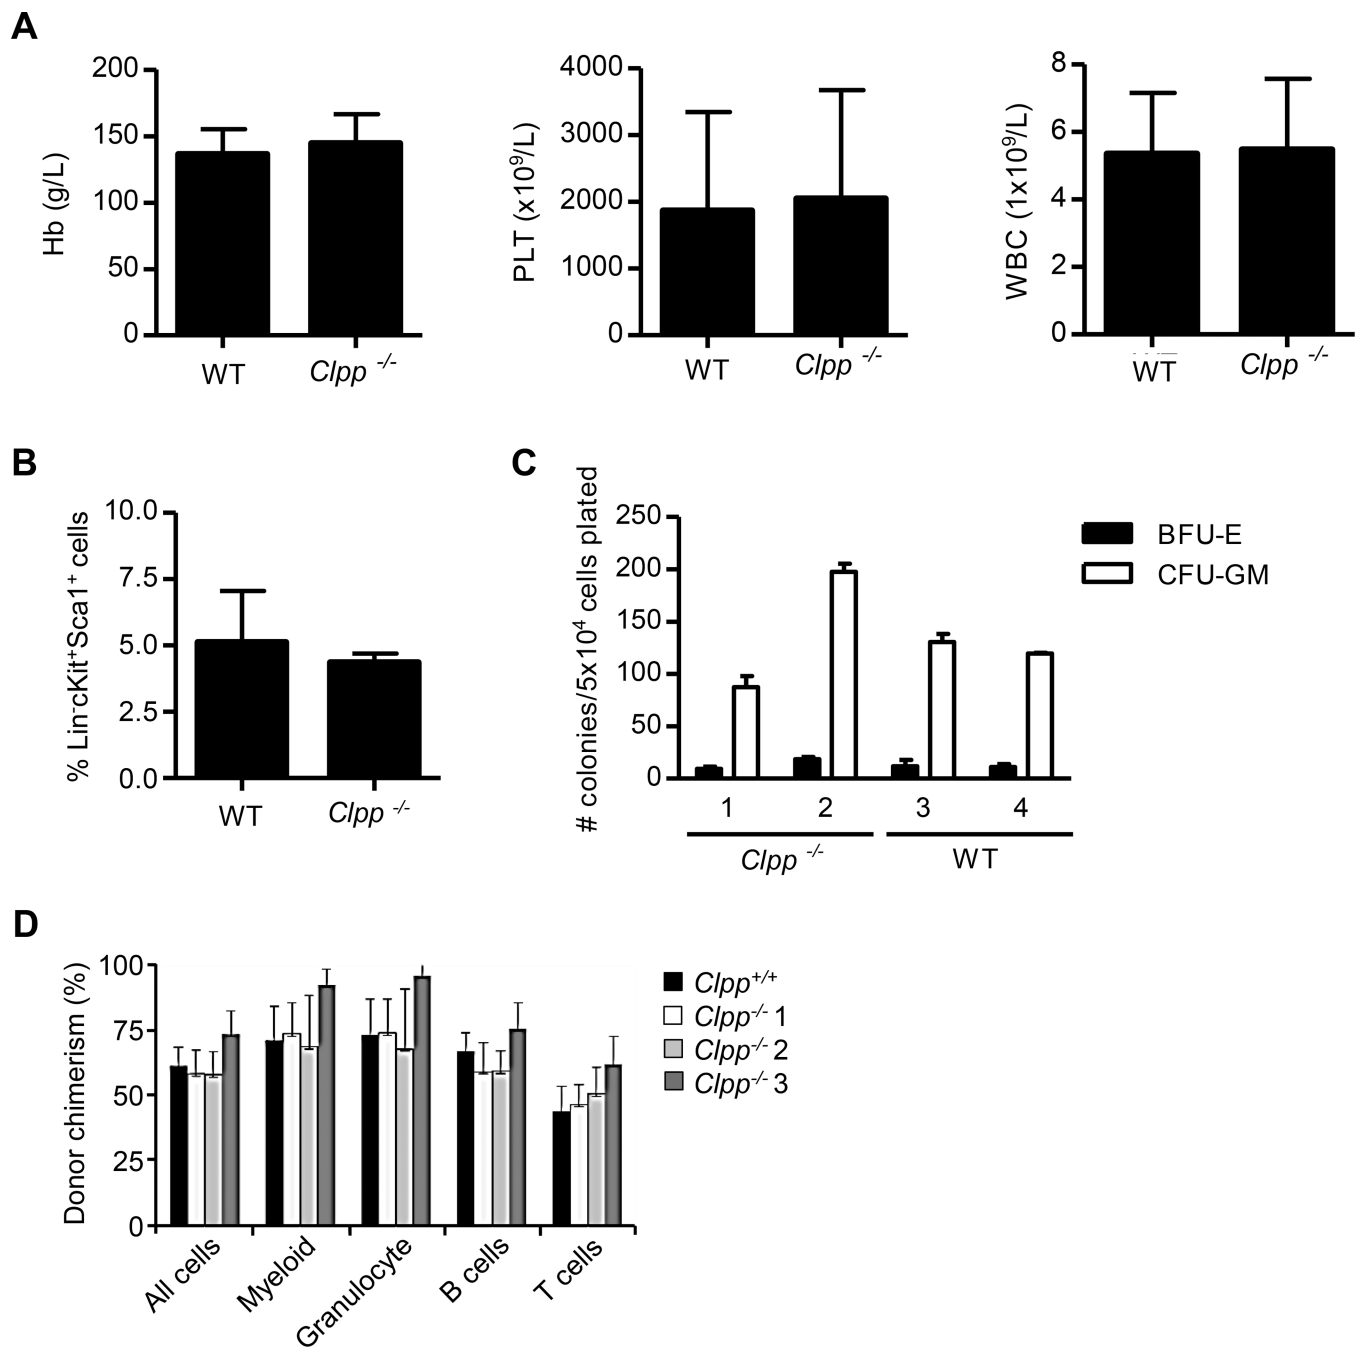 A
Hb (g/L)
200
150
100
50
0
WT
Clpp -/-
PLT (x10⁹/L)
4000
3000
2000
1000
0
WT
Clpp -/-
WBC (1x10⁹/L)
8
6
4
2
0
WT
Clpp -/-
B
% Lin-cKit+Sca1+ cells
10.0
7.5
5.0
2.5
0.0
WT
Clpp -/-
C
# colonies/5x10⁴ cells plated
250
200
150
100
50
0
1
2
3
4
Clpp -/-
WT
BFU-E
CFU-GM
D
Donor chimerism (%)
100
75
50
25
0
All cells
Myeloid
Granulocyte
B cells
T cells
Clpp+/+
Clpp-/- 1
Clpp-/- 2
Clpp-/- 3